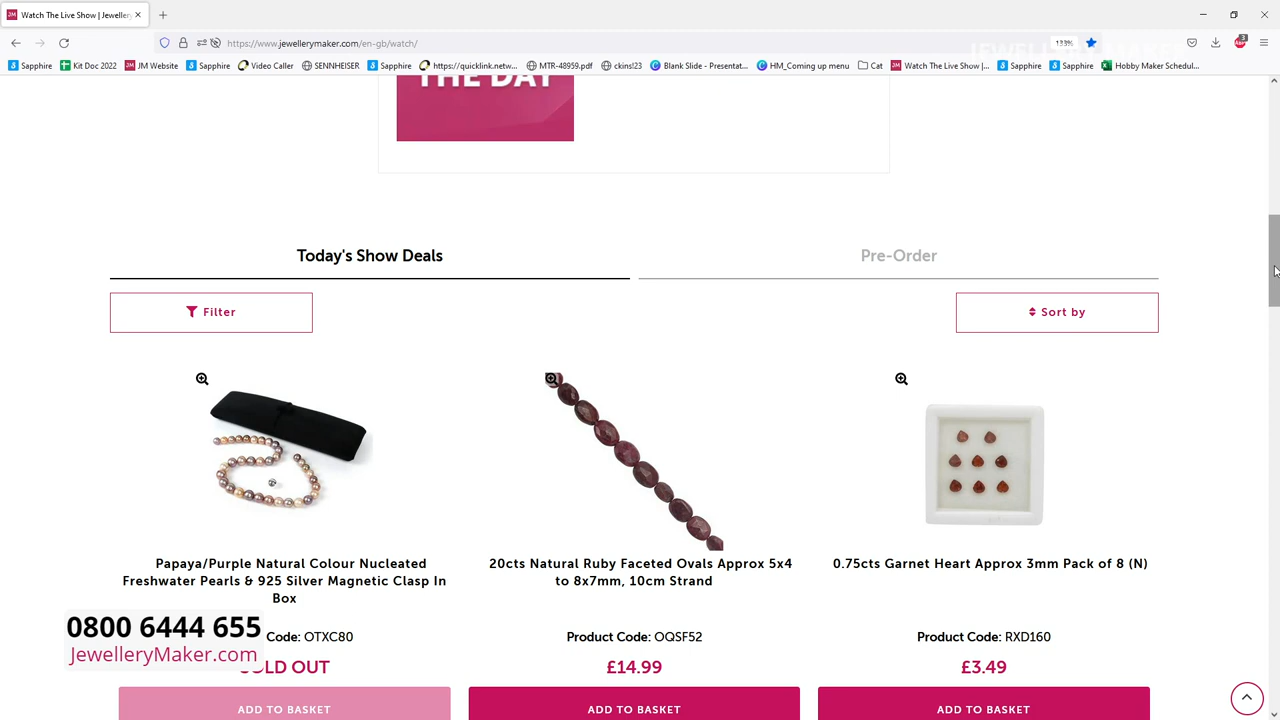 Watch The Live Show | Jeweller
https://www.jewellerymaker.com/en-gb/watch/
133%
3
JEWELLERY MAKER
Sapphire Kit Doc 2022 JM Website Sapphire Video Caller SENNHEISER Sapphire https://quicklink.netw... MTR-48959.pdf ckins!23 Blank Slide - Presentat... HM_Coming up menu Cat Watch The Live Show |... Sapphire Sapphire Hobby Maker Schedul...
THE DAY
Today's Show Deals
Pre-Order
Filter
Sort by
Papaya/Purple Natural Colour Nucleated
Freshwater Pearls & 925 Silver Magnetic Clasp In
Box
Code: OTXC80
SOLD OUT
ADD TO BASKET
20cts Natural Ruby Faceted Ovals Approx 5x4
to 8x7mm, 10cm Strand
Product Code: OQSF52
£14.99
ADD TO BASKET
0.75cts Garnet Heart Approx 3mm Pack of 8 (N)
Product Code: RXD160
£3.49
ADD TO BASKET
0800 6444 655
JewelleryMaker.com